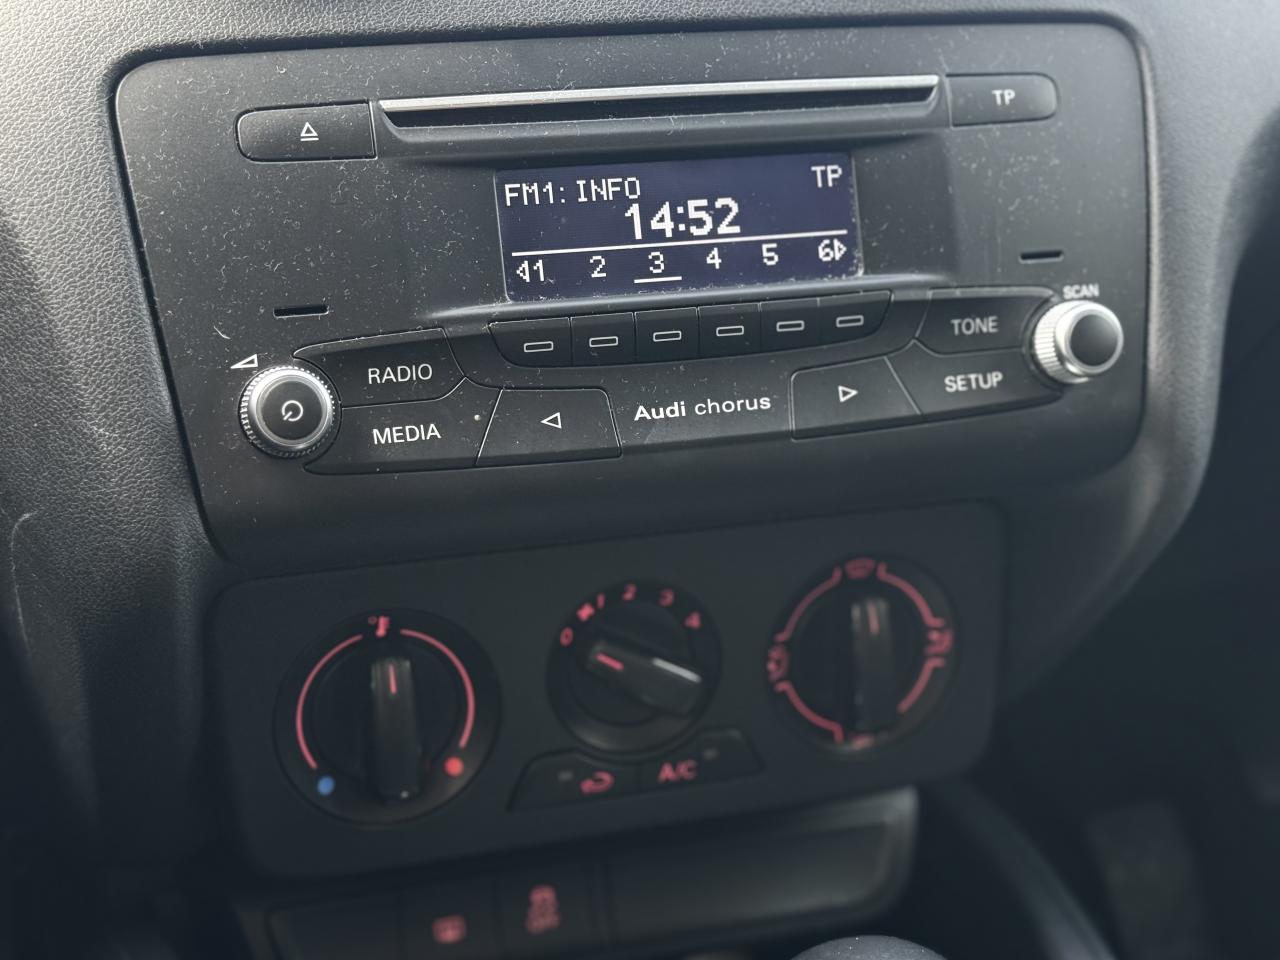 TP
FM1: INFO TP
14:52
1 2 3 4 5 6
SCAN
RADIO
TONE
MEDIA
Audi chorus
SETUP
0 1 2 3 4
A/C
OFF